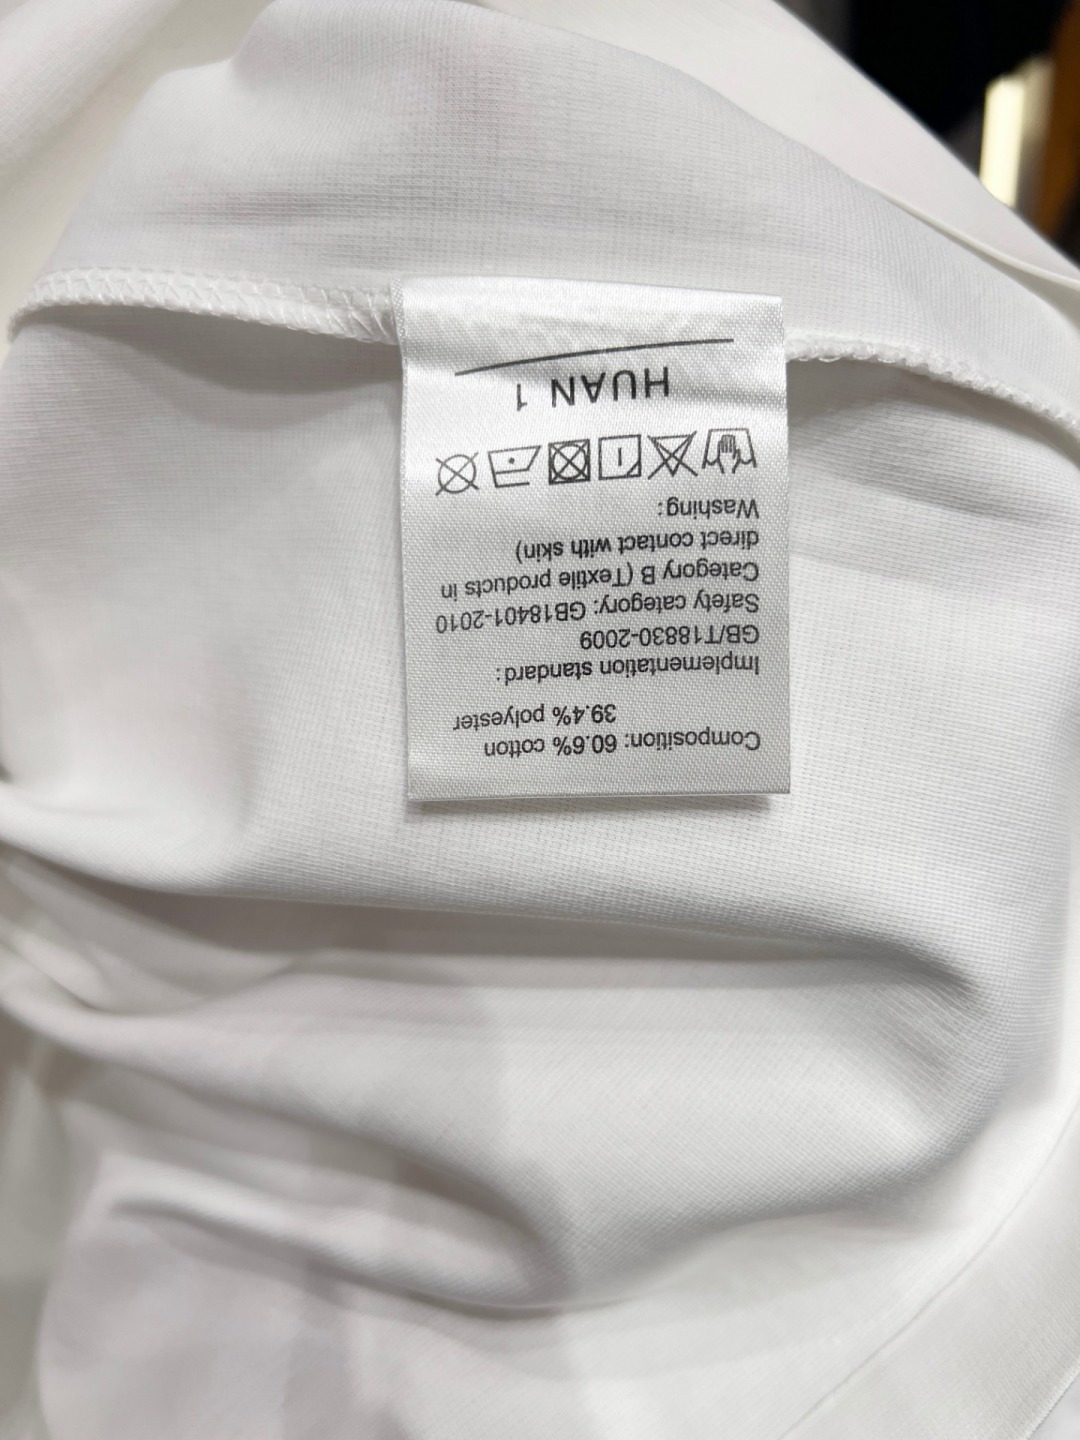 Composition: 60.6% cotton
39.4% polyester
Implementation standard:
GB/T18830-2009
Safety category: GB18401-2010
Category B (Textile products in
direct contact with skin)
Washing:
HUAN 1